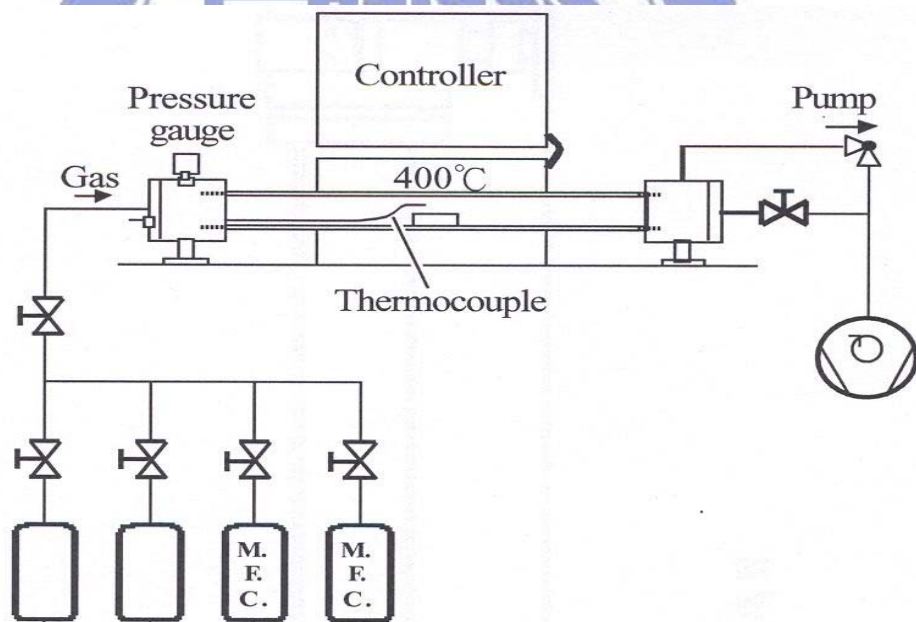 Controller
Pressure
gauge
Pump
Gas
400℃
Thermocouple
M.
F.
C.
M.
F.
C.